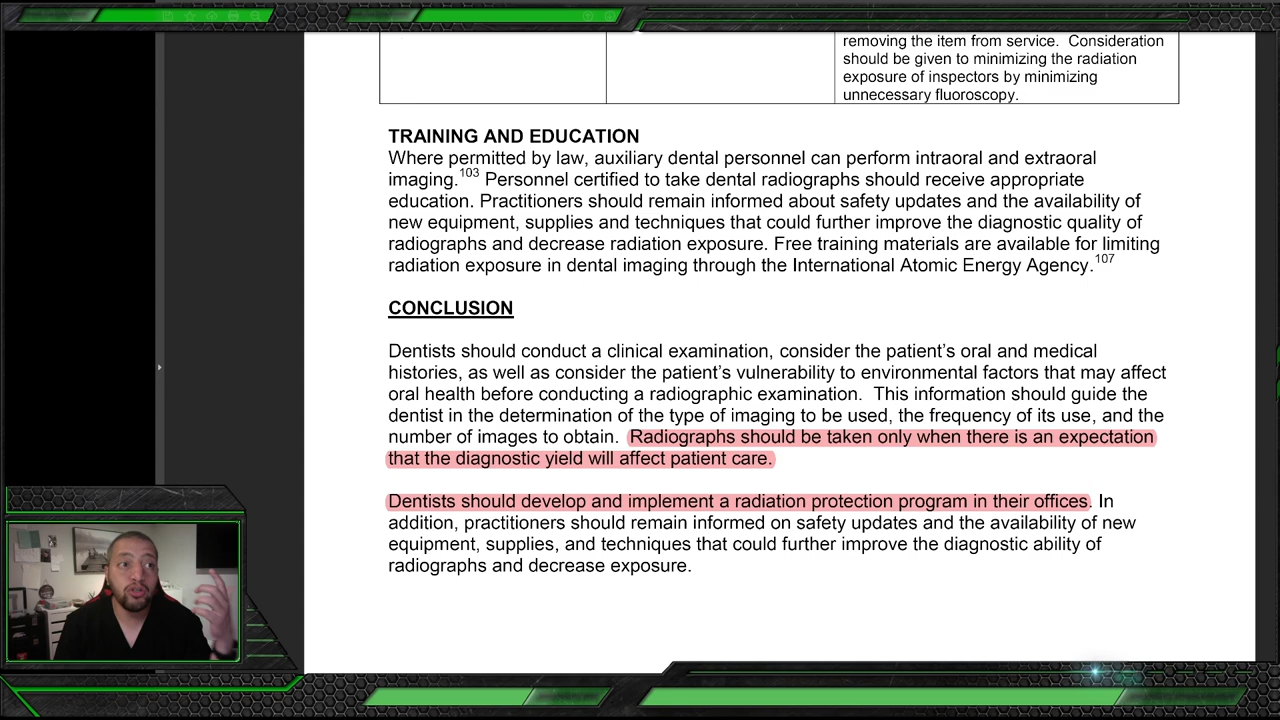 removing the item from service.  Consideration
should be given to minimizing the radiation
exposure of inspectors by minimizing
unnecessary fluoroscopy.
TRAINING AND EDUCATION
Where permitted by law, auxiliary dental personnel can perform intraoral and extraoral
imaging.103 Personnel certified to take dental radiographs should receive appropriate
education. Practitioners should remain informed about safety updates and the availability of
new equipment, supplies and techniques that could further improve the diagnostic quality of
radiographs and decrease radiation exposure. Free training materials are available for limiting
radiation exposure in dental imaging through the International Atomic Energy Agency.107
CONCLUSION
Dentists should conduct a clinical examination, consider the patient’s oral and medical
histories, as well as consider the patient’s vulnerability to environmental factors that may affect
oral health before conducting a radiographic examination.  This information should guide the
dentist in the determination of the type of imaging to be used, the frequency of its use, and the
number of images to obtain.  Radiographs should be taken only when there is an expectation
that the diagnostic yield will affect patient care.
Dentists should develop and implement a radiation protection program in their offices. In
addition, practitioners should remain informed on safety updates and the availability of new
equipment, supplies, and techniques that could further improve the diagnostic ability of
radiographs and decrease exposure.